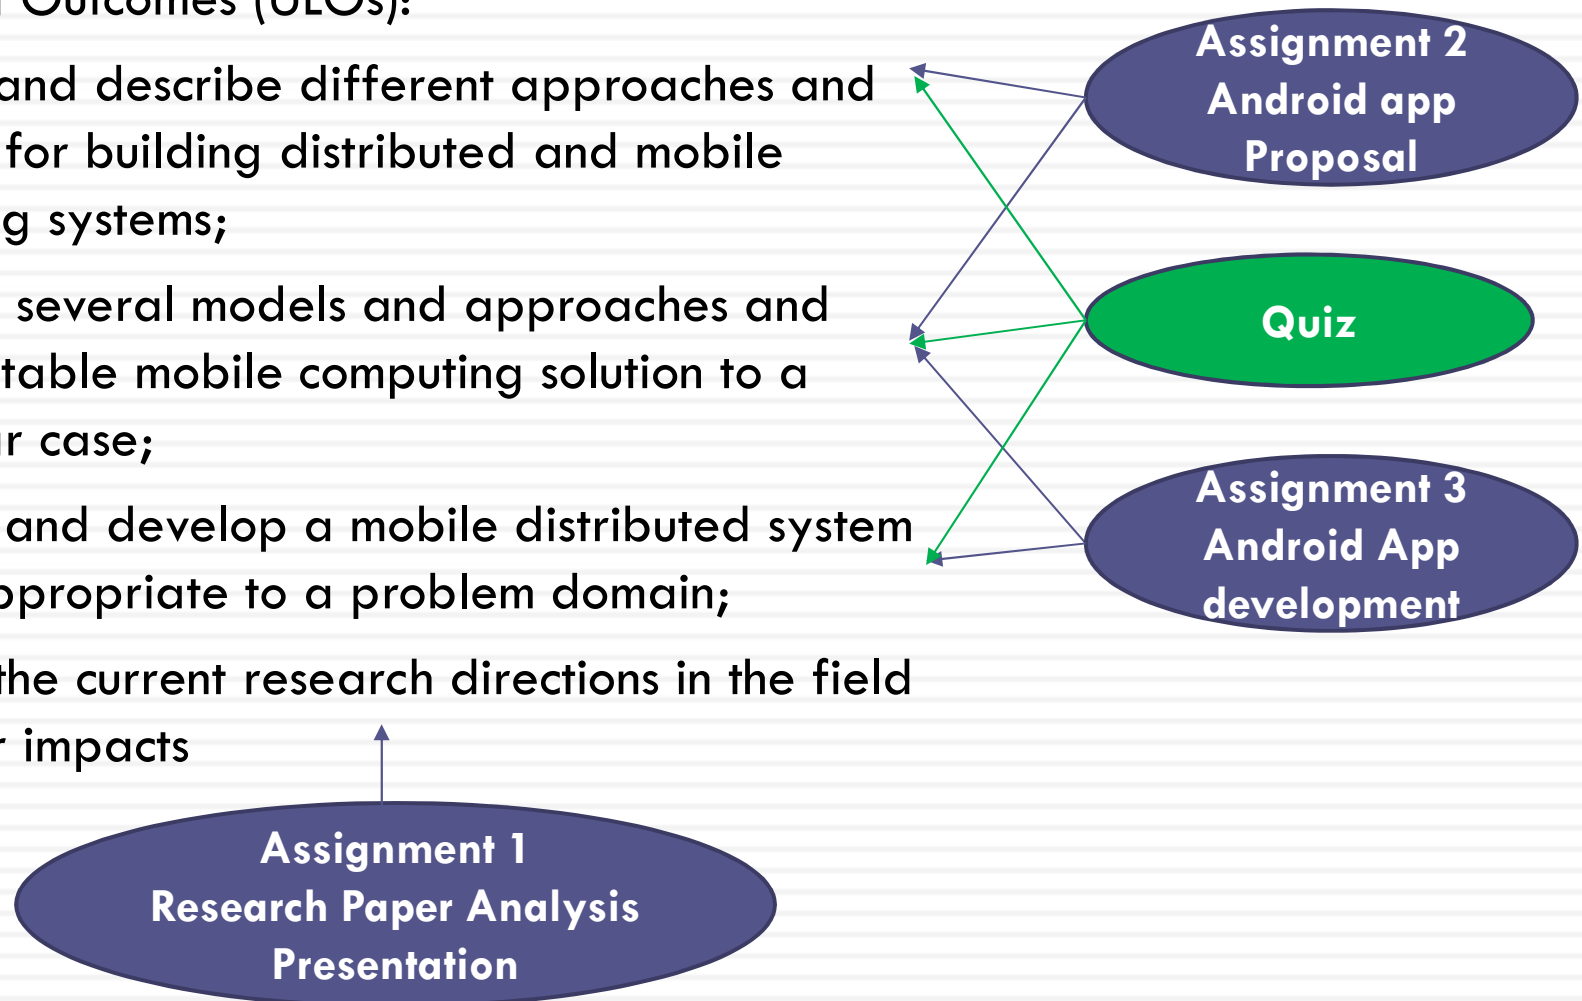 Outcomes (ULOs):
and describe different approaches and
for building distributed and mobile
g systems;
several models and approaches and
table mobile computing solution to a
r case;
and develop a mobile distributed system
ppropriate to a problem domain;
the current research directions in the field
r impacts
Assignment 2
Android app
Proposal
Quiz
Assignment 3
Android App
development
Assignment 1
Research Paper Analysis
Presentation